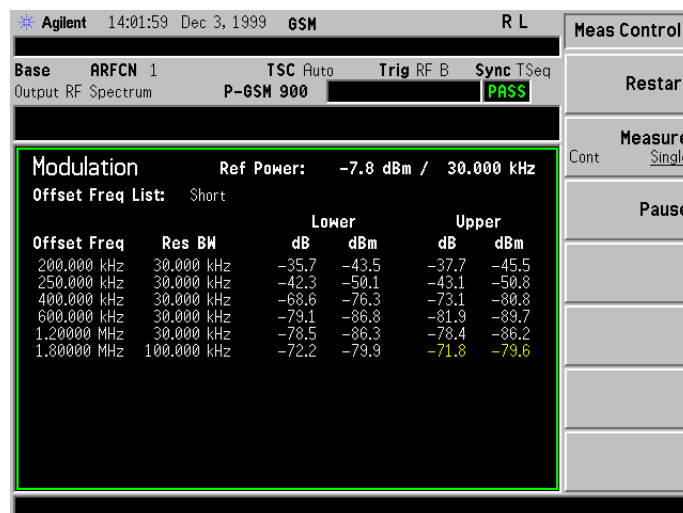 Agilent 14:01:59 Dec 3, 1999 GSM R L
Meas Control
Base ARFCN 1 TSC Auto Trig RF B Sync TSeq
Output RF Spectrum P-GSM 900 PASS
Restar
Measure
Cont Single
Pause
Modulation Ref Power: -7.8 dBm / 30.000 kHz
Offset Freq List: Short
Lower Upper
Offset Freq Res BW dB dBm dB dBm
200.000 kHz 30.000 kHz -35.7 -43.5 -37.7 -45.5
250.000 kHz 30.000 kHz -42.3 -50.1 -43.1 -50.8
400.000 kHz 30.000 kHz -68.6 -76.3 -73.1 -80.8
600.000 kHz 30.000 kHz -79.1 -86.8 -81.9 -89.7
1.20000 MHz 30.000 kHz -78.5 -86.3 -78.4 -86.2
1.80000 MHz 100.000 kHz -72.2 -79.9 -71.8 -79.6